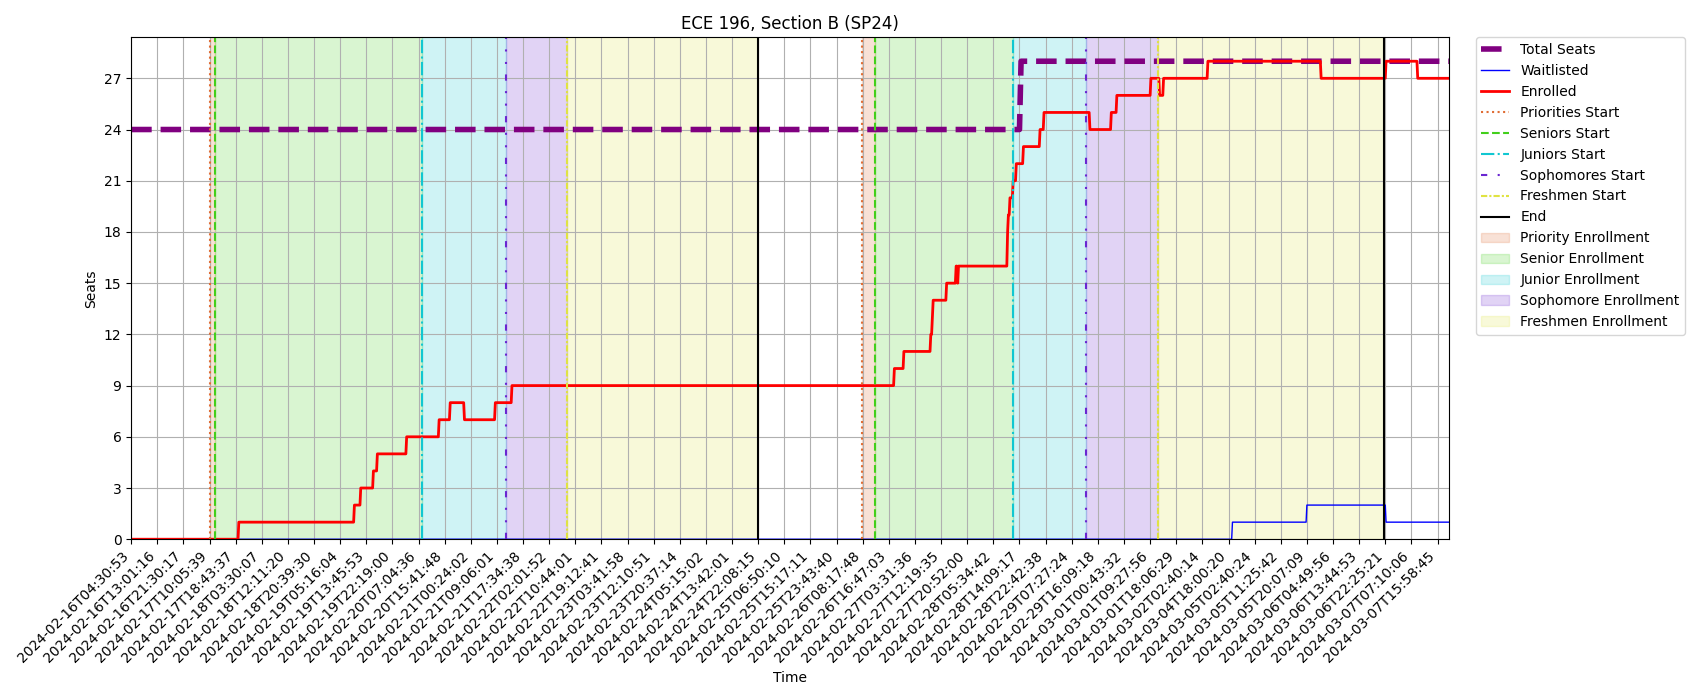 ECE 196, Section B (SP24)
Seats
27
24
21
18
15
12
9
6
3
0
2024-02-16T04:30:53
2024-02-16T13:01:16
2024-02-16T21:30:17
2024-02-17T10:05:39
2024-02-17T18:43:37
2024-02-18T03:30:07
2024-02-18T12:11:20
2024-02-18T20:39:30
2024-02-19T05:16:04
2024-02-19T13:45:53
2024-02-19T22:19:00
2024-02-20T07:04:36
2024-02-20T15:41:48
2024-02-21T00:24:02
2024-02-21T09:06:01
2024-02-21T17:34:38
2024-02-22T02:01:52
2024-02-22T10:44:01
2024-02-22T19:12:41
2024-02-23T03:41:58
2024-02-23T12:10:51
2024-02-23T20:37:14
2024-02-24T05:15:02
2024-02-24T13:42:01
2024-02-24T22:08:15
2024-02-25T06:50:10
2024-02-25T15:17:11
2024-02-25T23:43:40
2024-02-26T08:17:48
2024-02-26T16:47:03
2024-02-27T03:31:36
2024-02-27T12:19:35
2024-02-27T20:52:00
2024-02-28T05:34:42
2024-02-28T14:09:17
2024-02-28T22:42:38
2024-02-29T07:27:24
2024-02-29T16:09:18
2024-03-01T00:43:32
2024-03-01T09:27:56
2024-03-01T18:06:29
2024-03-02T02:40:14
2024-03-04T18:00:20
2024-03-05T02:40:24
2024-03-05T11:25:42
2024-03-05T20:07:09
2024-03-06T04:49:56
2024-03-06T13:44:53
2024-03-06T22:25:21
2024-03-07T07:10:06
2024-03-07T15:58:45
Time
Total Seats
Waitlisted
Enrolled
Priorities Start
Seniors Start
Juniors Start
Sophomores Start
Freshmen Start
End
Priority Enrollment
Senior Enrollment
Junior Enrollment
Sophomore Enrollment
Freshmen Enrollment